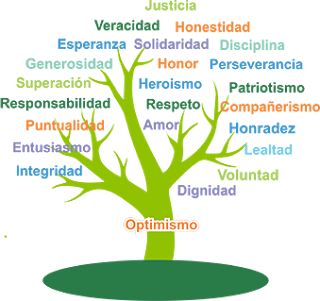 Justicia
Veracidad Honestidad
Esperanza Solidaridad Disciplina
Generosidad Honor Perseverancia
Superación Heroismo Patriotismo
Responsabilidad Respeto Compañerismo
Puntualidad Amor Honradez
Entusiasmo Lealtad
Integridad Voluntad
Dignidad
Optimismo